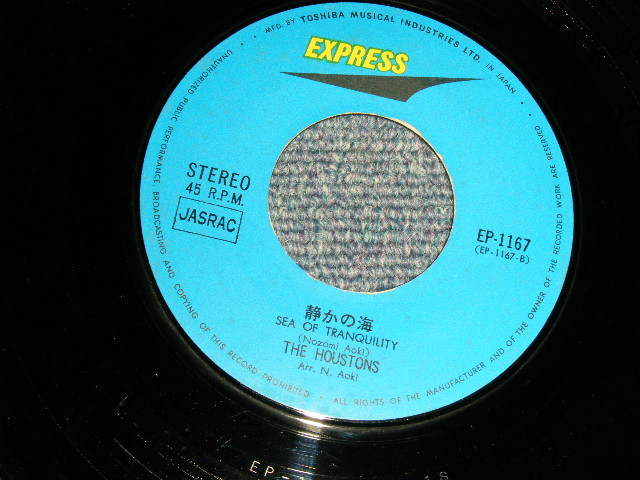 MFD. BY TOSHIBA MUSICAL INDUSTRIES LTD. IN JAPAN
EXPRESS
STEREO
45 R.P.M.
JASRAC
EP-1167
(EP-1167-B)
静かの海
SEA OF TRANQUILITY
(Nozomi Aoki)
THE HOUSTONS
Arr. N. Aoki
UNAUTHORIZED PUBLIC PERFORMANCE, BROADCASTING AND COPYING OF THIS RECORD PROHIBITED • ALL-RIGHTS OF THE MANUFACTURER AND OF THE OWNER OF THE RECORDED WORK ARE RESERVED
EP